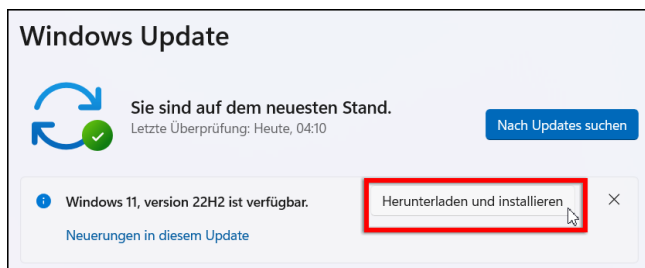 Windows Update
Sie sind auf dem neuesten Stand.
Letzte Überprüfung: Heute, 04:10
Nach Updates suchen
Windows 11, version 22H2 ist verfügbar.
Herunterladen und installieren
Neuerungen in diesem Update